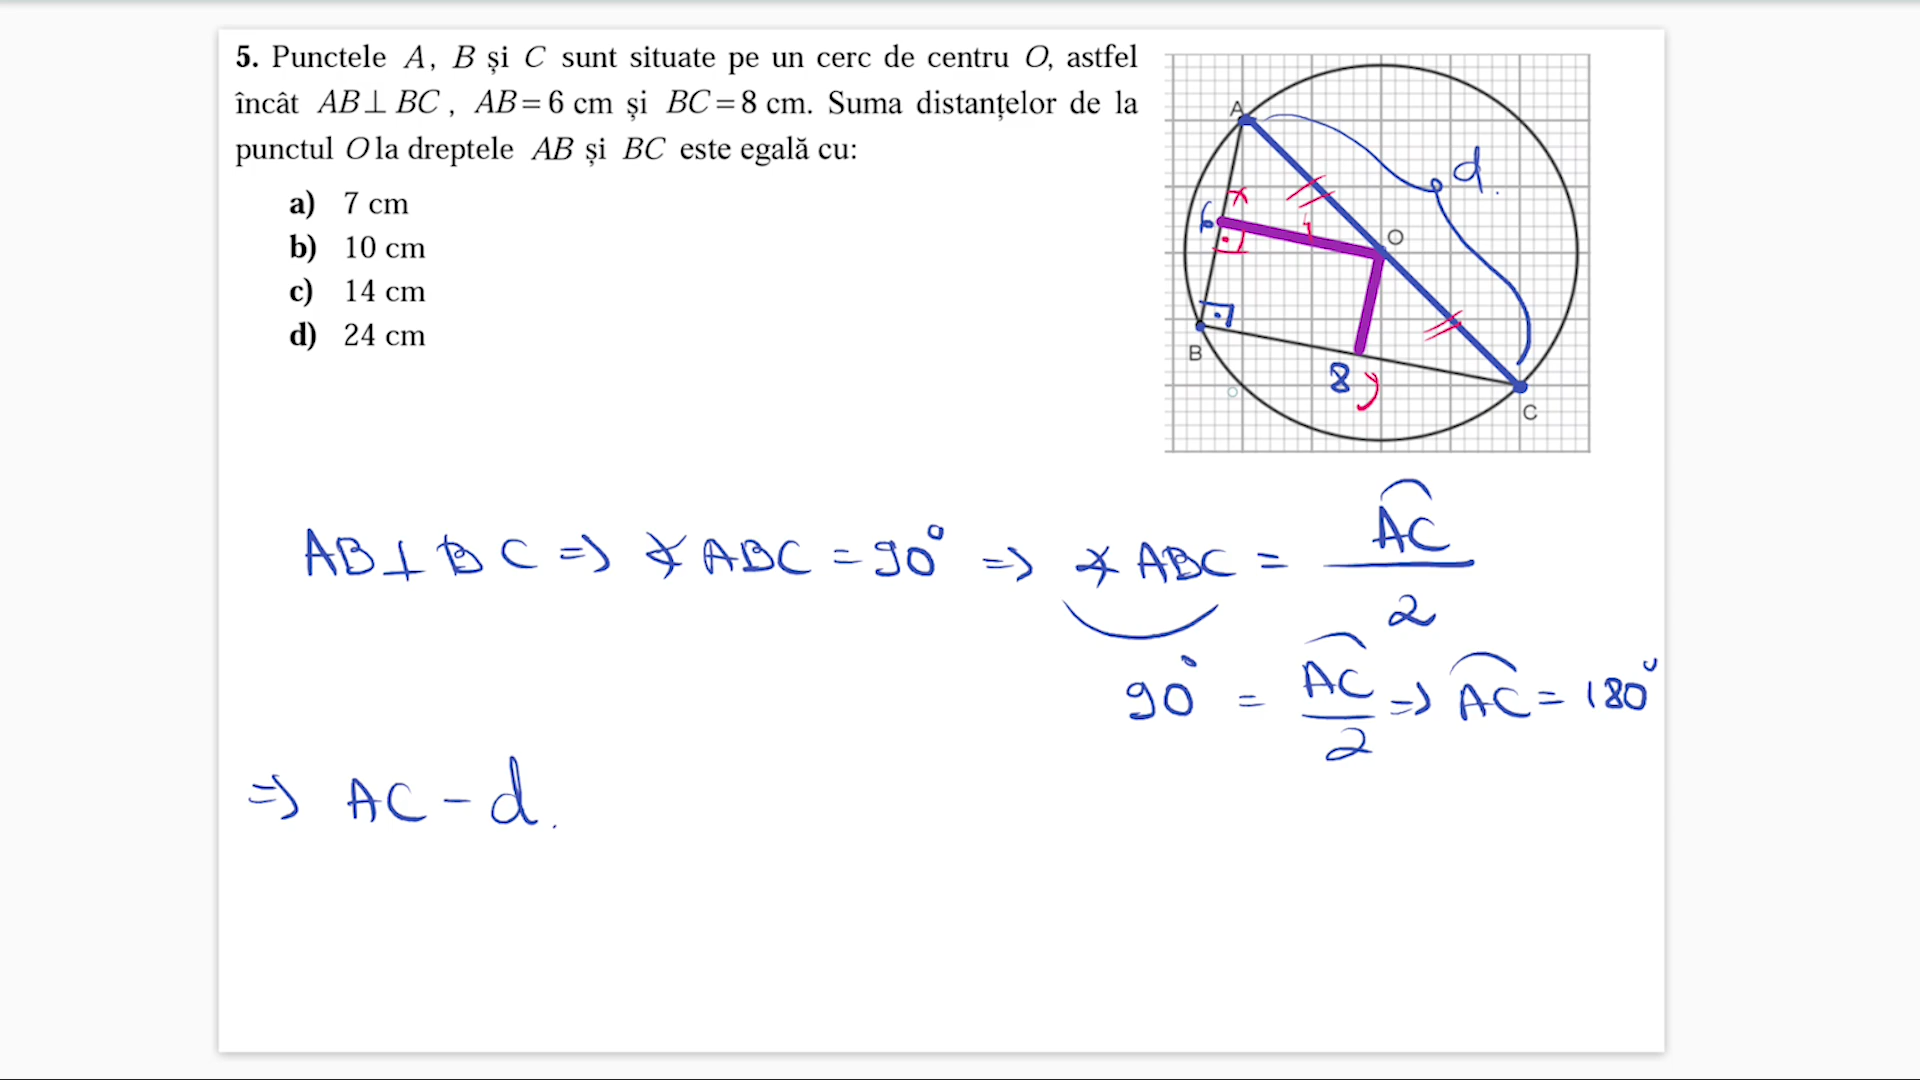 5. Punctele A, B și C sunt situate pe un cerc de centru O, astfel
încât AB⊥BC, AB=6 cm și BC=8 cm. Suma distanțelor de la
punctul O la dreptele AB și BC este egală cu:
a) 7 cm
b) 10 cm
c) 14 cm
d) 24 cm
A
d.
x
6
O
B
8 y
C
AB⊥BC => ∢ABC = 90° => ∢ABC = AC/2
90° = AC/2 => AC = 180°
=> AC - d.